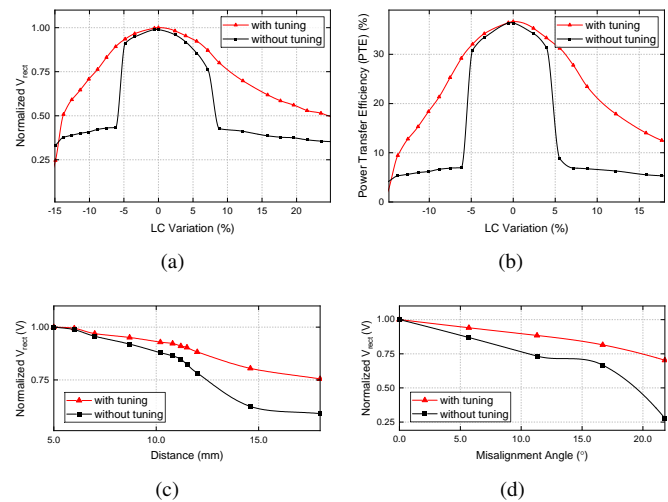 1.00
0.75
0.50
0.25
Normalized V_rect
with tuning
without tuning
-15 -10 -5 0 5 10 15 20
LC Variation (%)
(a)
30
20
10
0
Power Transfer Efficiency (PTE) (%)
with tuning
without tuning
-10 -5 0 5 10 15
LC Variation (%)
(b)
1.00
0.75
Normalized V_rect (V)
with tuning
without tuning
5.0 10.0 15.0
Distance (mm)
(c)
1.00
0.75
0.50
0.25
Normalized V_rect (V)
with tuning
without tuning
0.0 5.0 10.0 15.0 20.0
Misalignment Angle (°)
(d)